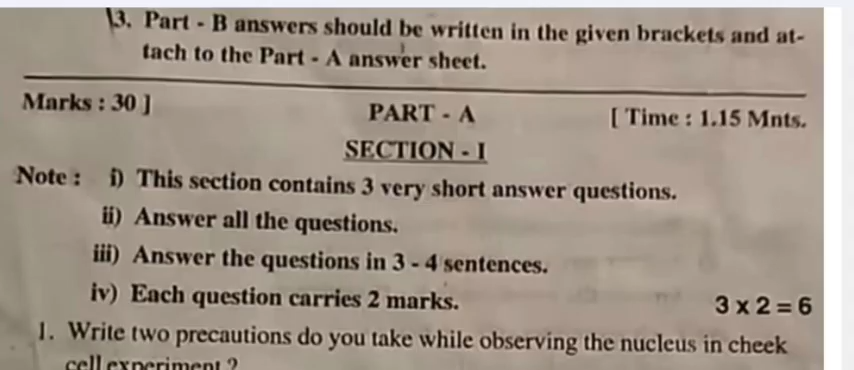 3. Part - B answers should be written in the given brackets and at-
tach to the Part - A answer sheet.
Marks : 30 ] PART - A [ Time : 1.15 Mnts.
SECTION - I
Note : i) This section contains 3 very short answer questions.
ii) Answer all the questions.
iii) Answer the questions in 3 - 4 sentences.
iv) Each question carries 2 marks. 3 x 2 = 6
1. Write two precautions do you take while observing the nucleus in cheek
cell experiment ?